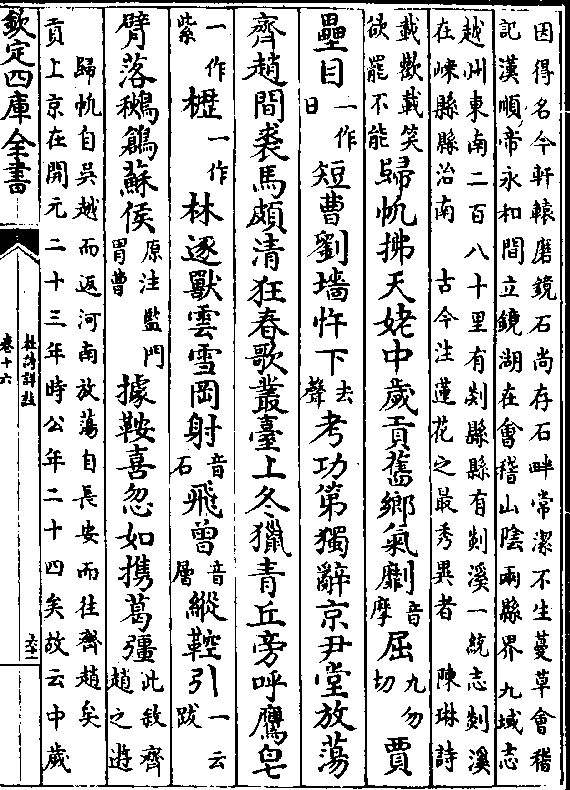 因得名今軒轅磨鏡石尚存石畔常潔不生蔓草會稽
記漢順帝永和間立鏡湖在會稽山陰兩縣界九域志
越州東南二百八十里有剡縣縣有剡溪一統志剡溪
在嵊縣縣治南 古今注蓮花之最秀異者 陳琳詩
載歡載笑欲罷不能歸帆拂天姥中歲貢舊鄉氣劘音摩屈九勿切賈
壘目一作日短曹劉墻忤下去聲考功第獨辭京尹堂放蕩
齊趙間裘馬頗清狂春歌叢臺上冬獵青丘旁呼鷹皂
一作紫櫪一作林逐獸雲雪岡射音石飛曾音層縱鞚引一云跋
臂落鶖鶬蘇侯原注監門胄曹據鞍喜忽如携葛彊此敘齊趙之遊
歸帆自吳越而返河南放蕩自長安而往齊趙矣
貢上京在開元二十三年時公年二十四矣故云中歲
欽定四庫全書
杜詩詳註
卷十六